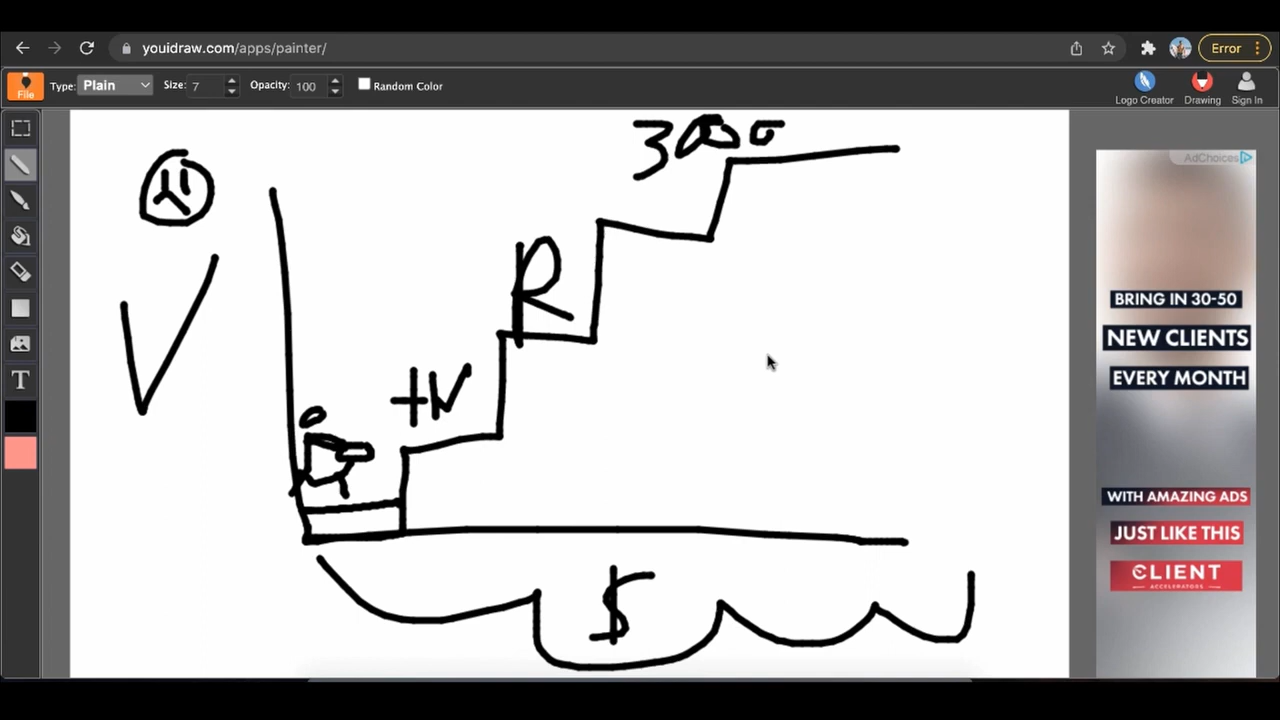 youidraw.com/apps/painter/
Error
File
Type: Plain Size: 7 Opacity: 100 Random Color
Logo Creator Drawing Sign In
AdChoices
BRING IN 30-50
NEW CLIENTS
EVERY MONTH
WITH AMAZING ADS
JUST LIKE THIS
CLIENT
ACCELERATORS
T
R
$